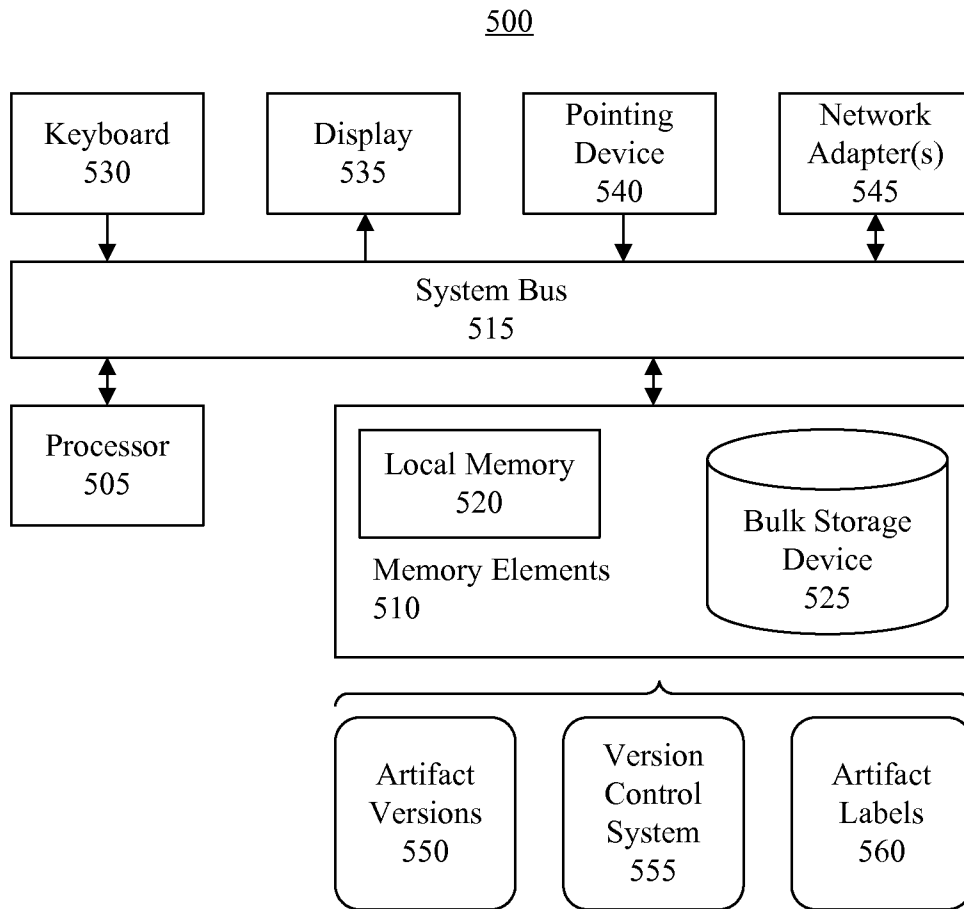 500
Keyboard
530
Display
535
Pointing
Device
540
Network
Adapter(s)
545
System Bus
515
Processor
505
Local Memory
520
Memory Elements
510
Bulk Storage
Device
525
Artifact
Versions
550
Version
Control
System
555
Artifact
Labels
560